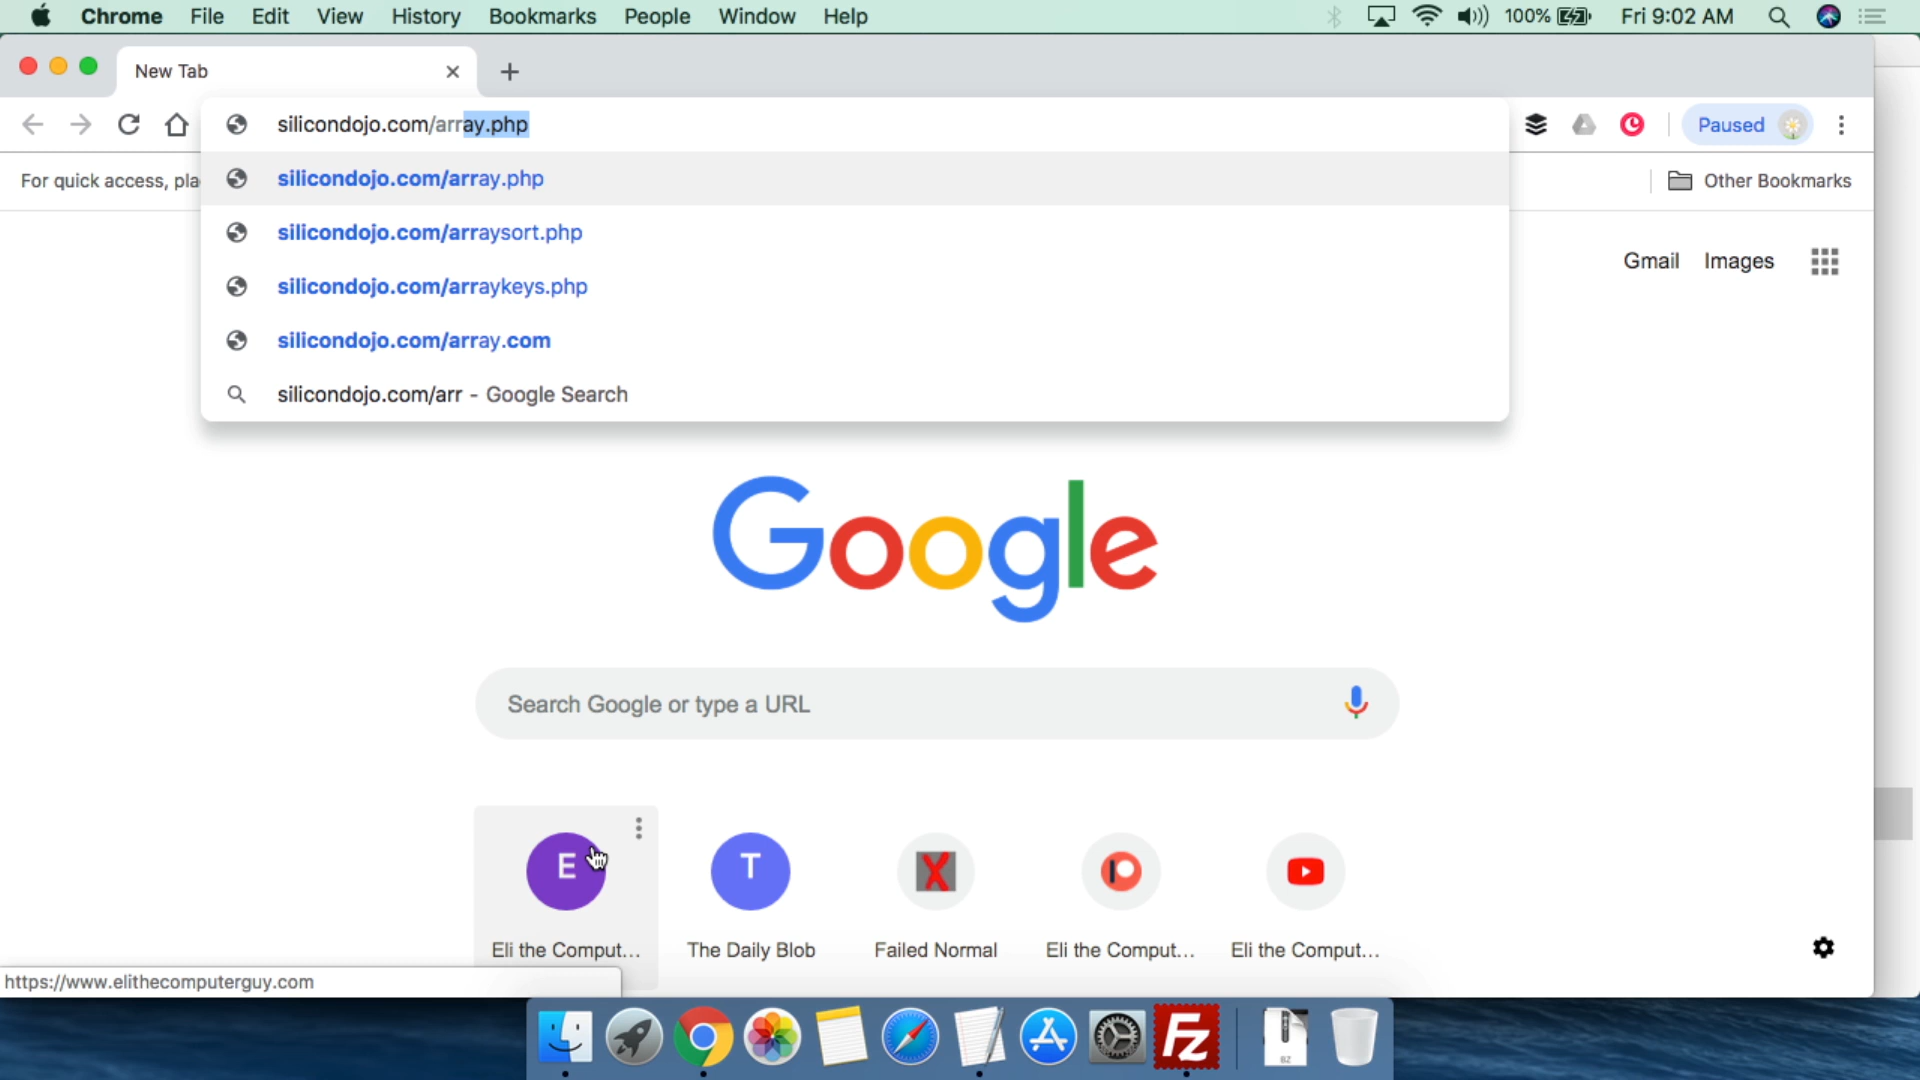 Chrome File Edit View History Bookmarks People Window Help 100% Fri 9:02 AM
New Tab
silicondojo.com/array.php Paused
For quick access, pla Other Bookmarks
silicondojo.com/array.php
silicondojo.com/arraysort.php
Gmail Images
silicondojo.com/arraykeys.php
silicondojo.com/array.com
silicondojo.com/arr - Google Search
Google
Search Google or type a URL
E T X
Eli the Comput... The Daily Blob Failed Normal Eli the Comput... Eli the Comput...
https://www.elithecomputerguy.com
Fz BZ